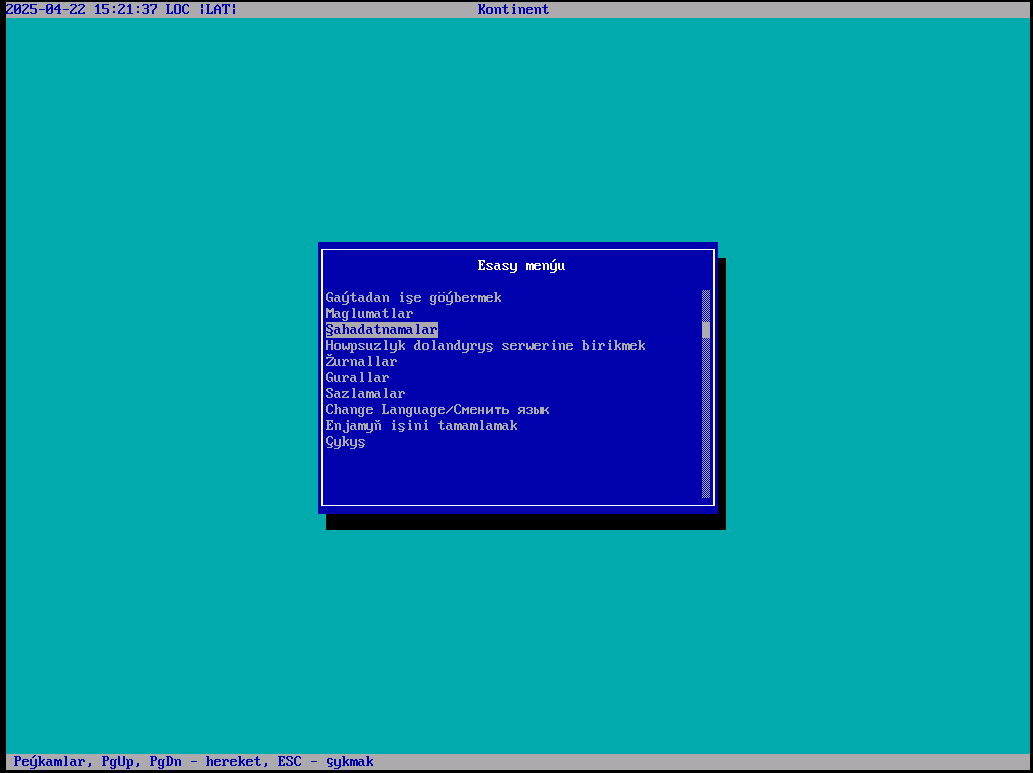 2025-04-22 15:21:37 LOC |LAT| Kontinent
Esasy menýu
Gaýtadan işe göýbermek
Maglumatlar
Şahadatnamalar
Howpsuzlyk dolandyryş serwerine birikmek
Žurnallar
Gurallar
Sazlamalar
Change Language/Сменить язык
Enjamyň işini tamamlamak
Çykyş
Peýkamlar, PgUp, PgDn - hereket, ESC - çykmak